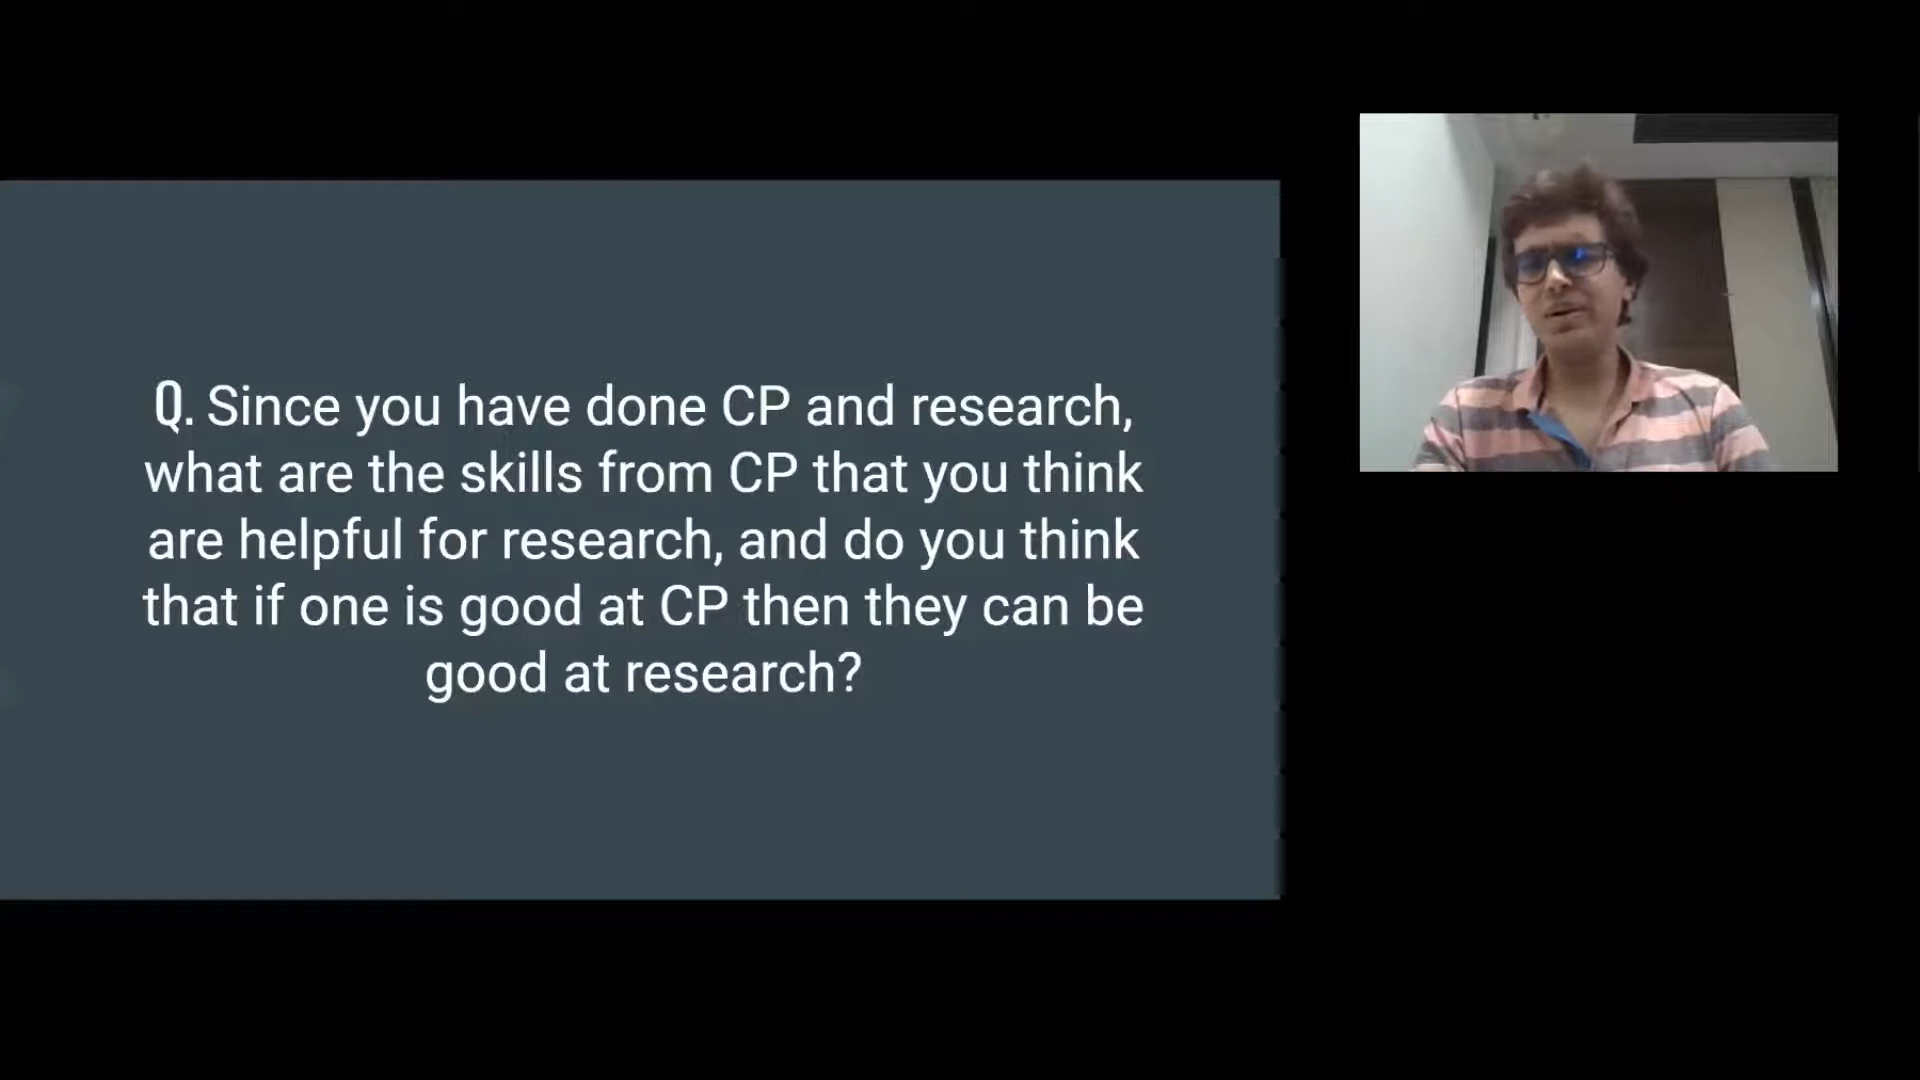 Q. Since you have done CP and research,
what are the skills from CP that you think
are helpful for research, and do you think
that if one is good at CP then they can be
good at research?